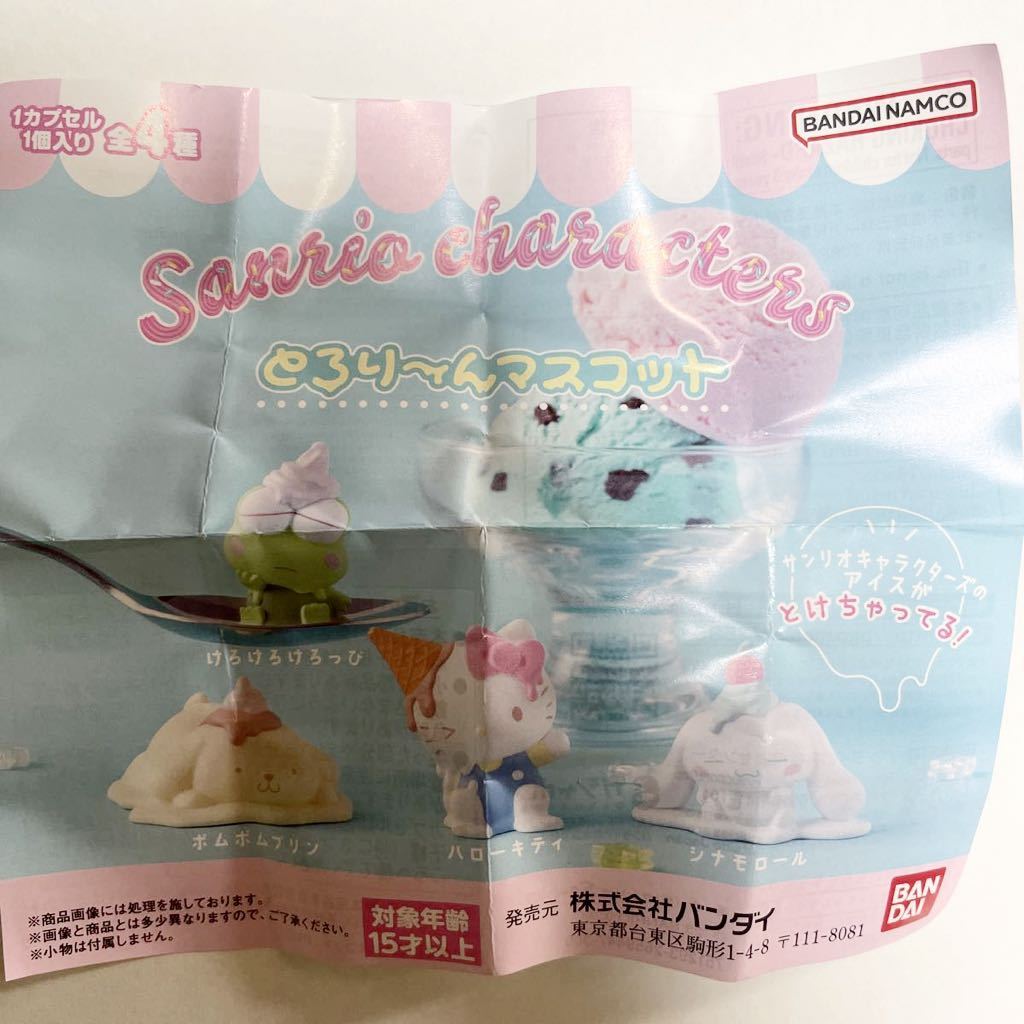 1カプセル
1個入り 全4種
BANDAI NAMCO
Sanrio characters
とろり〜んマスコット
サンリオキャラクターズの
アイスが
とけちゃってる!
けろけろけろっぴ
ポムポムプリン
ハローキティ
シナモロール
※商品画像には処理を施しております。
※画像と商品とは多少異なりますので、ご了承ください。
※小物は付属しません。
対象年齢
15才以上
発売元 株式会社バンダイ
東京都台東区駒形1-4-8 〒111-8081
BAN
DAI